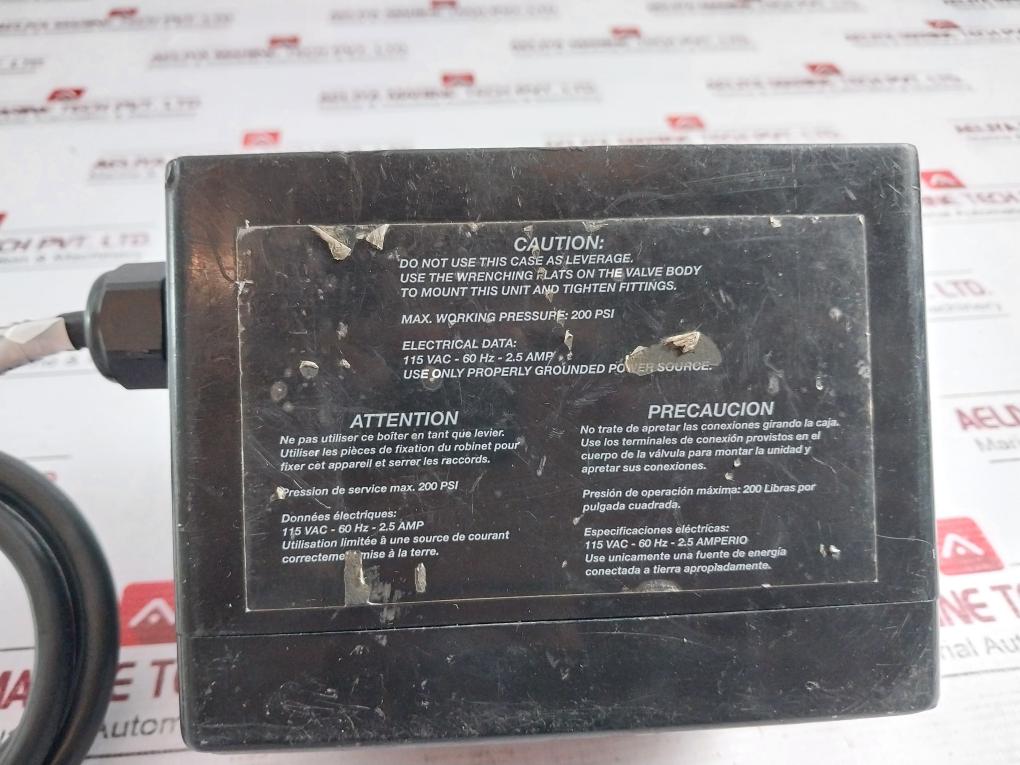 CAUTION:
DO NOT USE THIS CASE AS LEVERAGE.
USE THE WRENCHING FLATS ON THE VALVE BODY
TO MOUNT THIS UNIT AND TIGHTEN FITTINGS.
MAX. WORKING PRESSURE: 200 PSI
ELECTRICAL DATA:
115 VAC - 60 Hz - 2.5 AMP
USE ONLY PROPERLY GROUNDED POWER SOURCE.
ATTENTION
Ne pas utiliser ce boîter en tant que levier.
Utiliser les pièces de fixation du robinet pour
fixer cet appareil et serrer les raccords.
Pression de service max. 200 PSI
Données électriques:
115 VAC - 60 Hz - 2.5 AMP
Utilisation limitée â une source de courant
correctement mise à la terre.
PRECAUCION
No trate de apretar las conexiones girando la caja.
Use los terminales de conexión provistos en el
cuerpo de la válvula para montar la unidad y
apretar sus conexiones.
Presión de operación máxima: 200 Libras por
pulgada cuadrada.
Especificaciones eléctricas:
115 VAC - 60 Hz - 2.5 AMPERIO
Use unicamente una fuente de energía
conectada a tierra apropladamente.